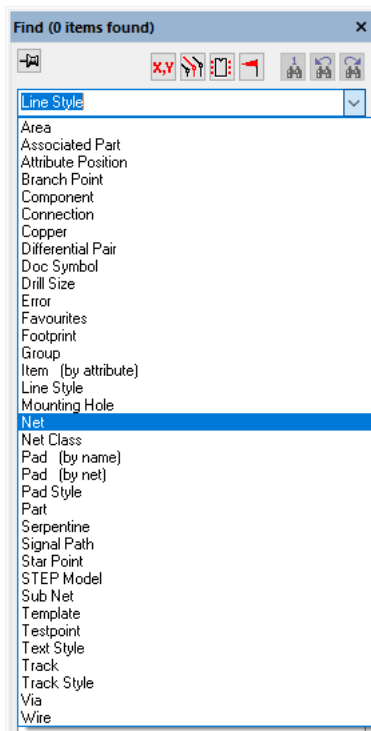 Find (0 items found)
X,Y
1
Line Style
Area
Associated Part
Attribute Position
Branch Point
Component
Connection
Copper
Differential Pair
Doc Symbol
Drill Size
Error
Favourites
Footprint
Group
Item (by attribute)
Line Style
Mounting Hole
Net
Net Class
Pad (by name)
Pad (by net)
Pad Style
Part
Serpentine
Signal Path
Star Point
STEP Model
Sub Net
Template
Testpoint
Text Style
Track
Track Style
Via
Wire